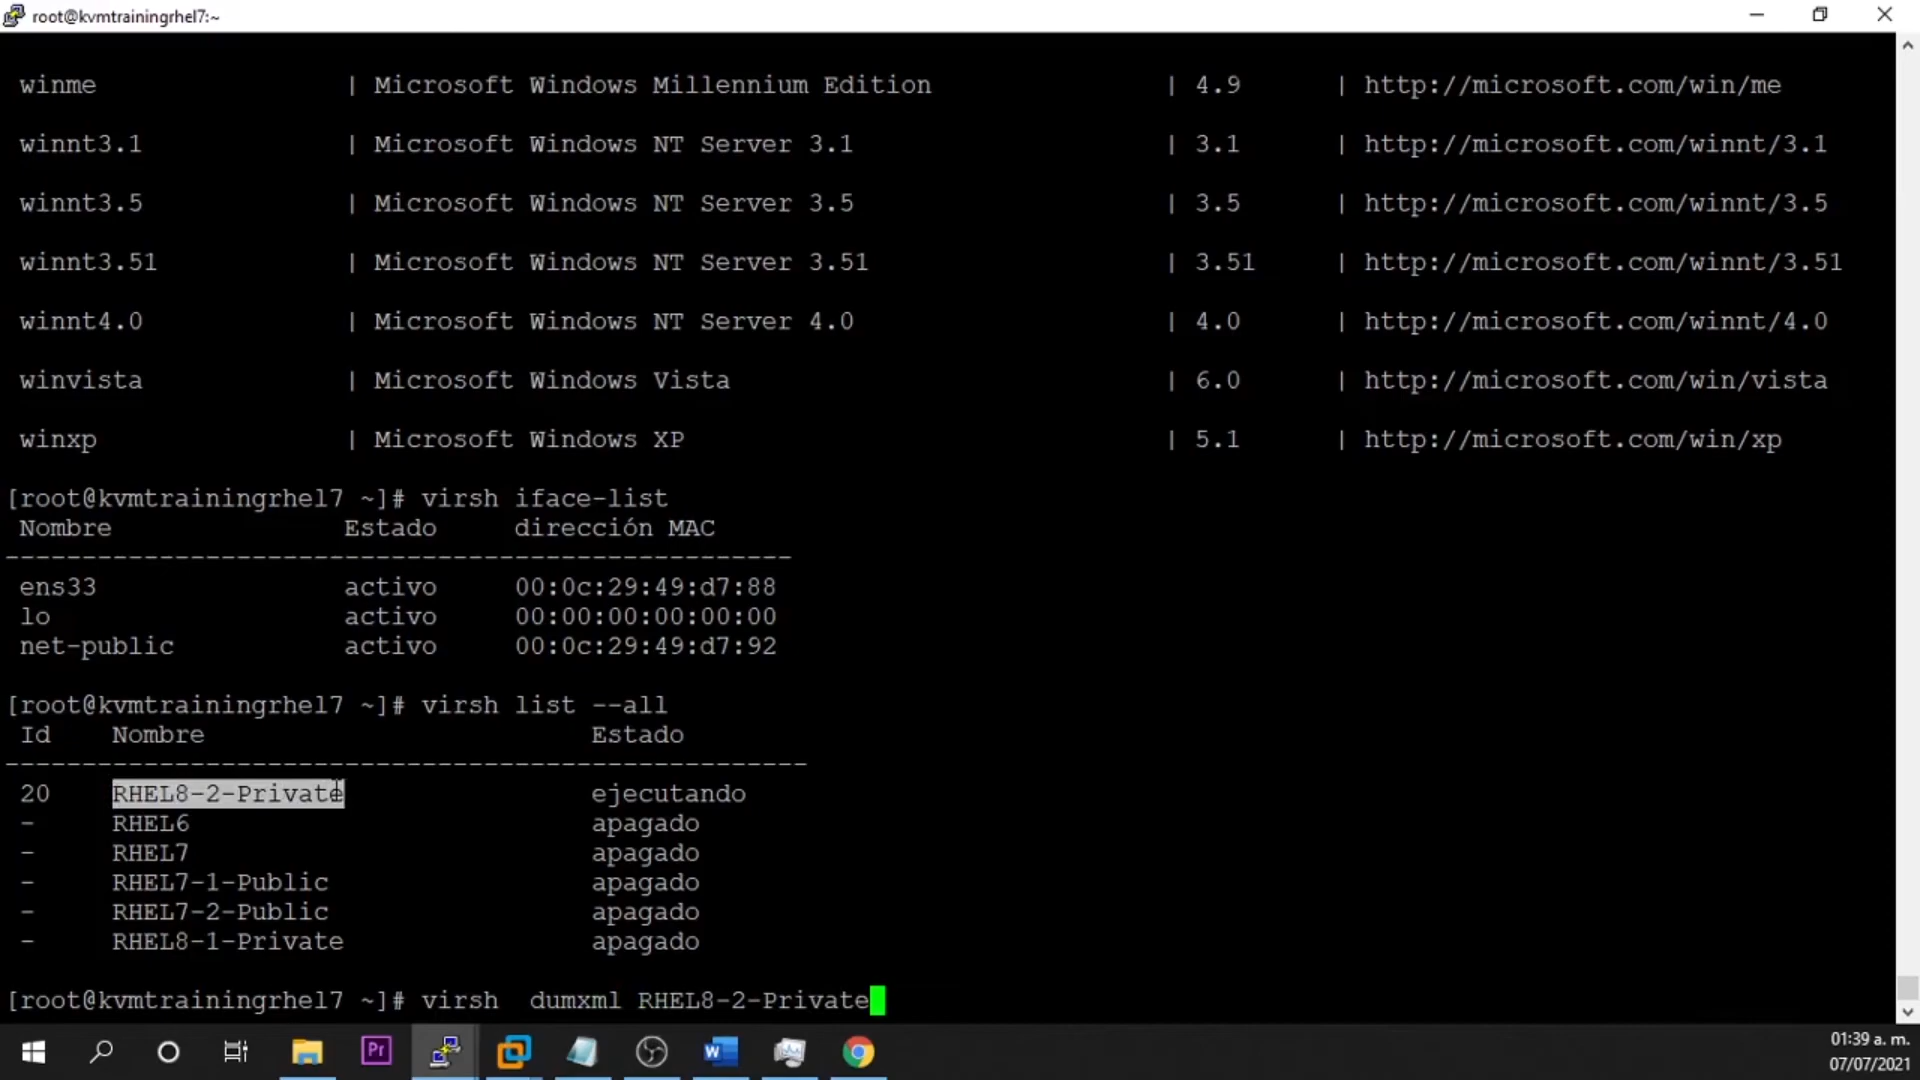 root@kvmtrainingrhel7:~
winme | Microsoft Windows Millennium Edition | 4.9 | http://microsoft.com/win/me
winnt3.1 | Microsoft Windows NT Server 3.1 | 3.1 | http://microsoft.com/winnt/3.1
winnt3.5 | Microsoft Windows NT Server 3.5 | 3.5 | http://microsoft.com/winnt/3.5
winnt3.51 | Microsoft Windows NT Server 3.51 | 3.51 | http://microsoft.com/winnt/3.51
winnt4.0 | Microsoft Windows NT Server 4.0 | 4.0 | http://microsoft.com/winnt/4.0
winvista | Microsoft Windows Vista | 6.0 | http://microsoft.com/win/vista
winxp | Microsoft Windows XP | 5.1 | http://microsoft.com/win/xp
[root@kvmtrainingrhel7 ~]# virsh iface-list
Nombre Estado dirección MAC
---------------------------------------------------
ens33 activo 00:0c:29:49:d7:88
lo activo 00:00:00:00:00:00
net-public activo 00:0c:29:49:d7:92
[root@kvmtrainingrhel7 ~]# virsh list --all
Id Nombre Estado
----------------------------------------------------
20 RHEL8-2-Private ejecutando
- RHEL6 apagado
- RHEL7 apagado
- RHEL7-1-Public apagado
- RHEL7-2-Public apagado
- RHEL8-1-Private apagado
[root@kvmtrainingrhel7 ~]# virsh  dumxml RHEL8-2-Private
Pr
W
01:39 a. m.
07/07/2021